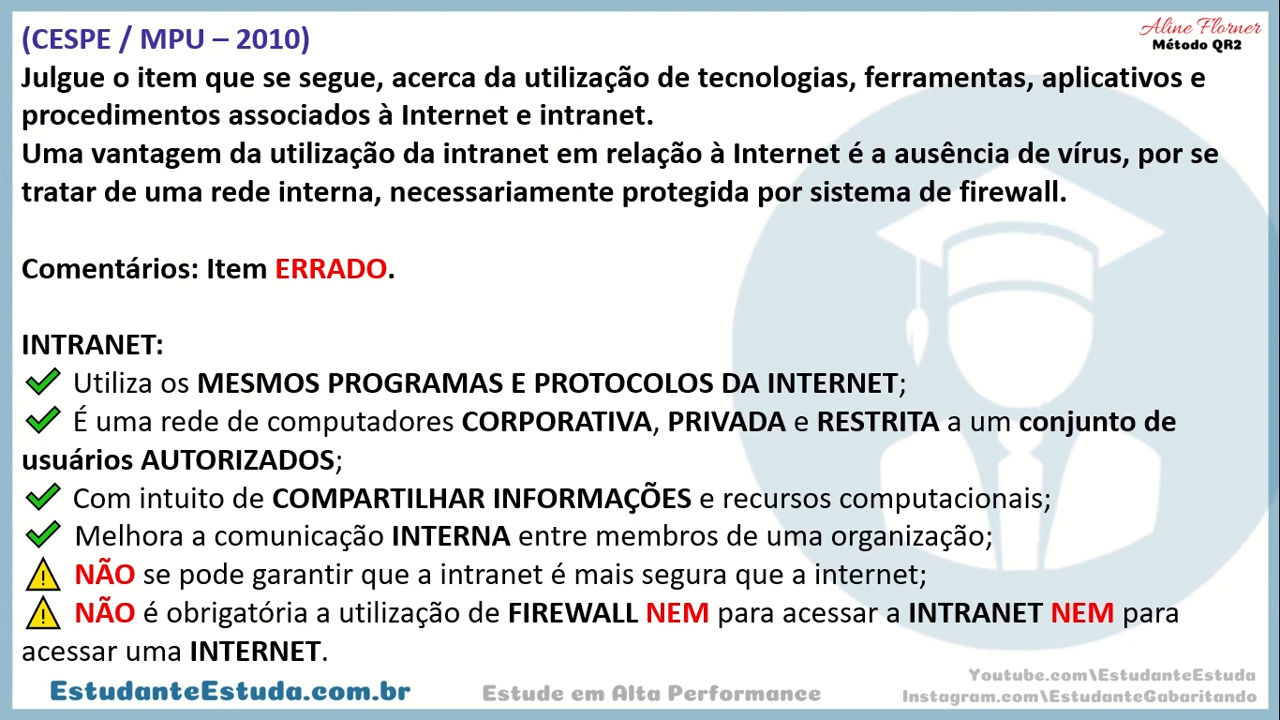 (CESPE / MPU – 2010)
Aline Florner
Método QR2
Julgue o item que se segue, acerca da utilização de tecnologias, ferramentas, aplicativos e
procedimentos associados à Internet e intranet.
Uma vantagem da utilização da intranet em relação à Internet é a ausência de vírus, por se
tratar de uma rede interna, necessariamente protegida por sistema de firewall.
Comentários: Item ERRADO.
INTRANET:
Utiliza os MESMOS PROGRAMAS E PROTOCOLOS DA INTERNET;
É uma rede de computadores CORPORATIVA, PRIVADA e RESTRITA a um conjunto de
usuários AUTORIZADOS;
Com intuito de COMPARTILHAR INFORMAÇÕES e recursos computacionais;
Melhora a comunicação INTERNA entre membros de uma organização;
NÃO se pode garantir que a intranet é mais segura que a internet;
NÃO é obrigatória a utilização de FIREWALL NEM para acessar a INTRANET NEM para
acessar uma INTERNET.
EstudanteEstuda.com.br
Estude em Alta Performance
Youtube.com\EstudanteEstuda
Instagram.com\EstudanteGabaritando